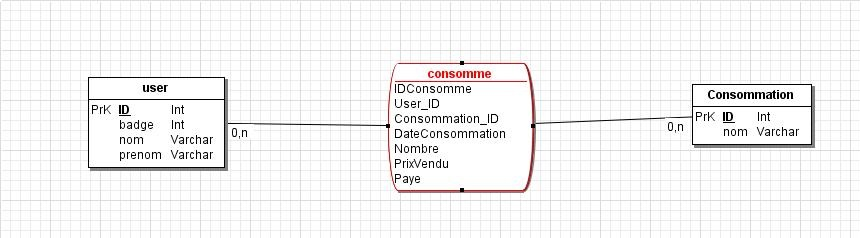 user
PrK ID Int
badge Int
nom Varchar
prenom Varchar
0,n
consomme
IDConsomme
User_ID
Consommation_ID
DateConsommation
Nombre
PrixVendu
Paye
0,n
Consommation
PrK ID Int
nom Varchar